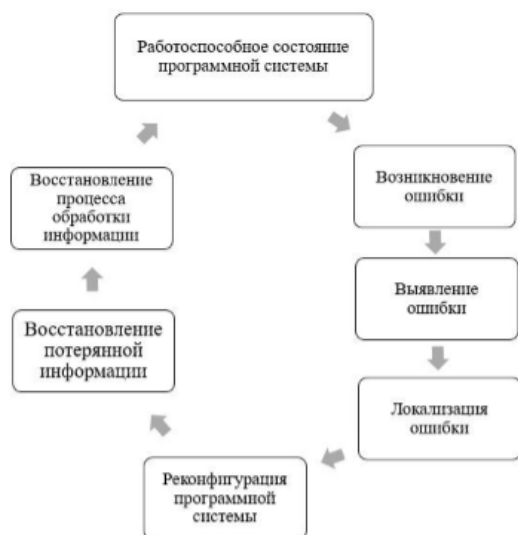 Работоспособное состояние
программной системы
Возникновение
ошибки
Выявление
ошибки
Локализация
ошибки
Реконфигурация
программной
системы
Восстановление
потерянной
информации
Восстановление
процесса
обработки
информации